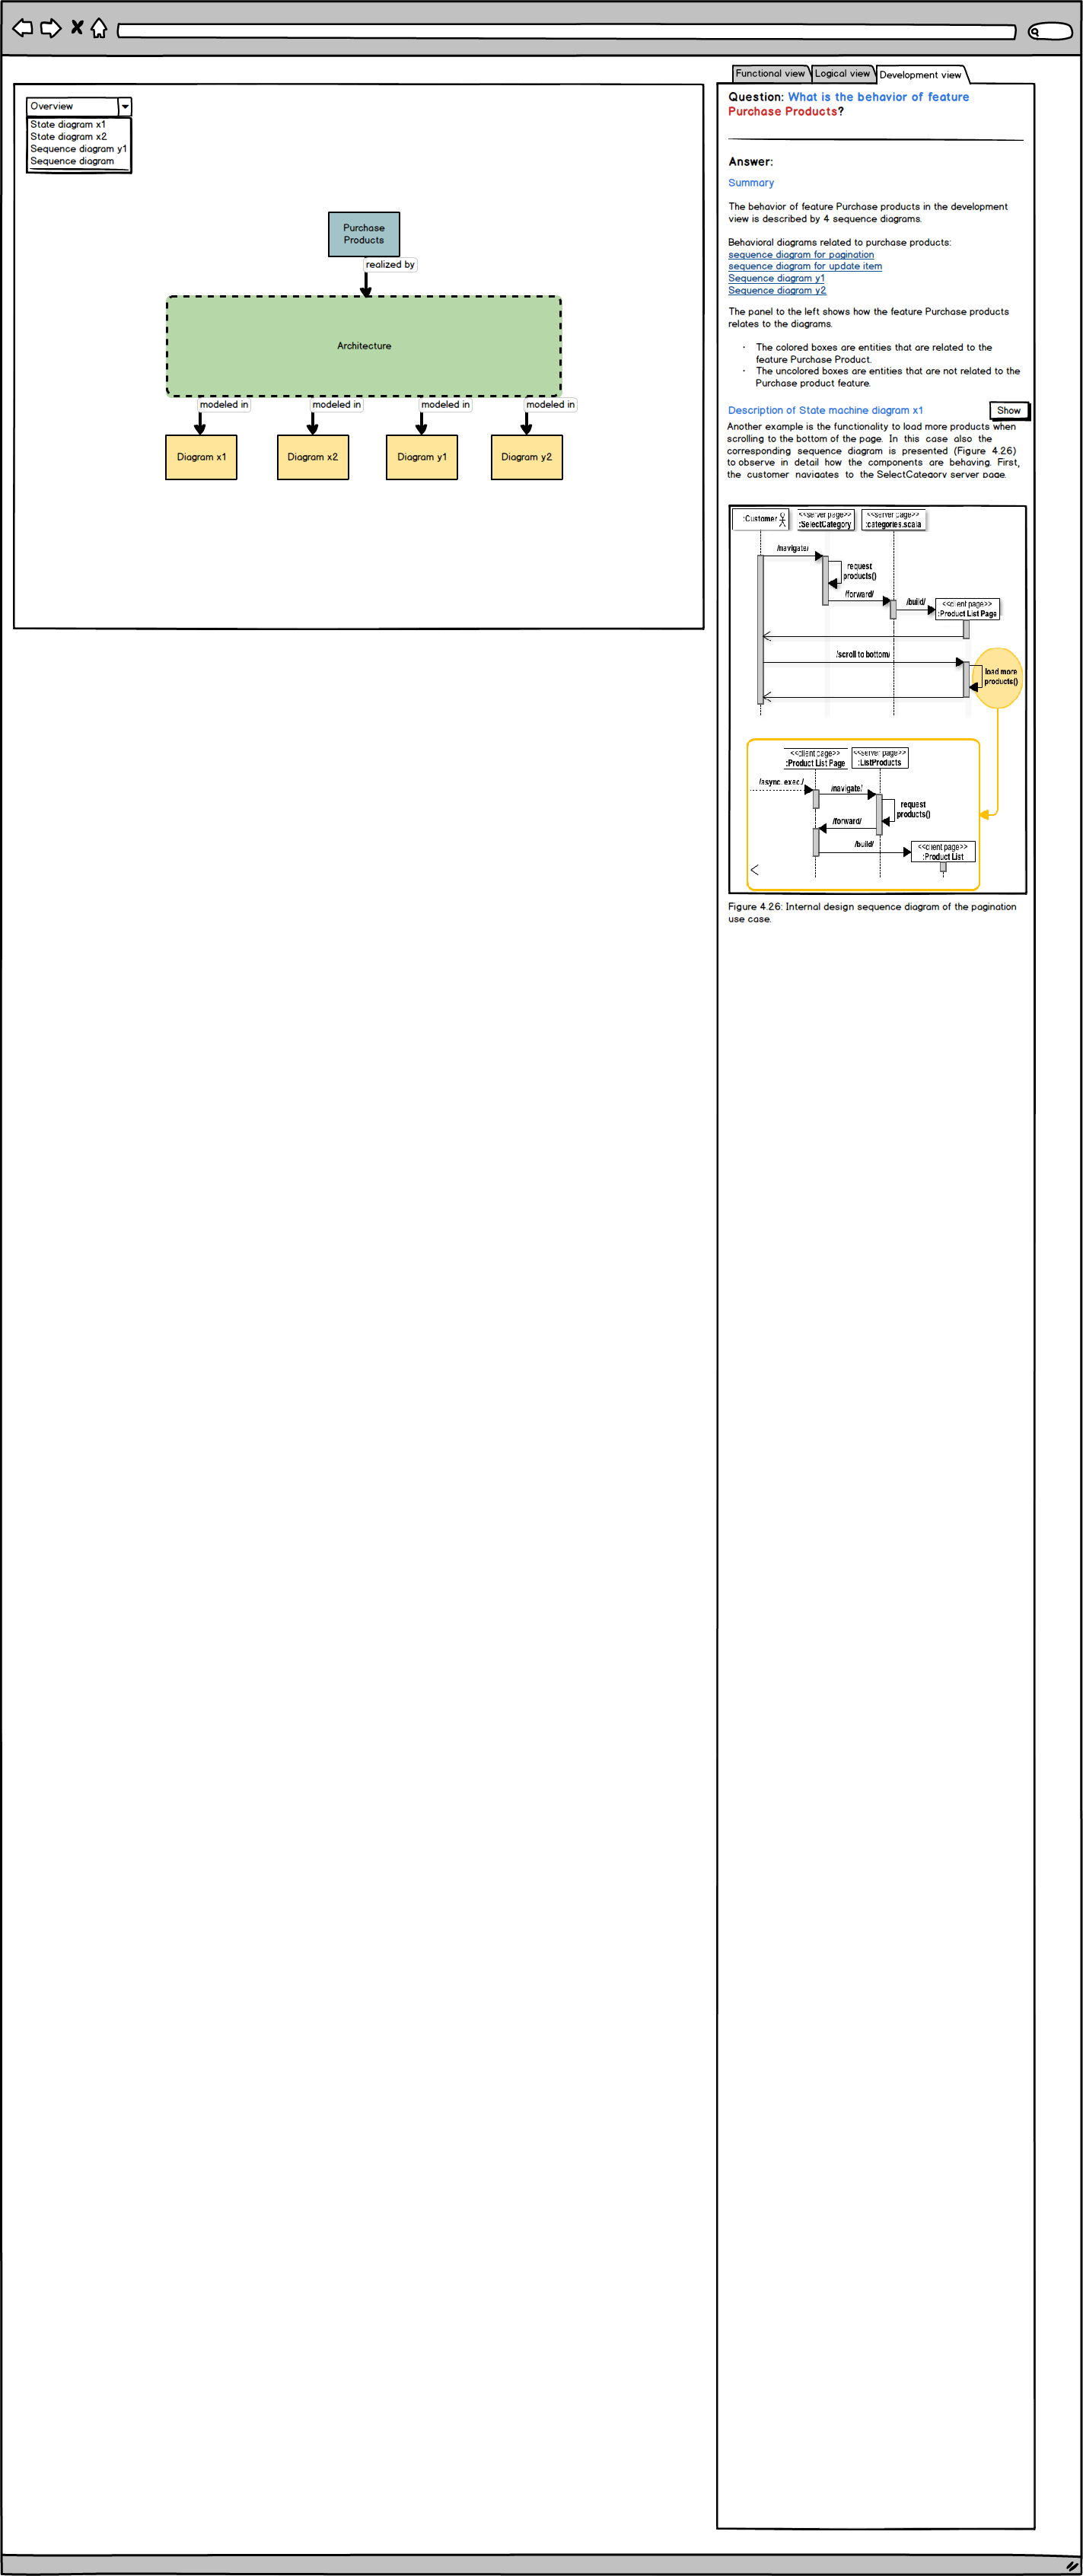 Functional view
Logical view
Development view
Overview
State diagram x1
State diagram x2
Sequence diagram y1
Sequence diagram
Purchase
Products
realized by
Architecture
modeled in
modeled in
modeled in
modeled in
Diagram x1
Diagram x2
Diagram y1
Diagram y2
Question: What is the behavior of feature
Purchase Products?
Answer:
Summary
The behavior of feature Purchase products in the development
view is described by 4 sequence diagrams.
Behavioral diagrams related to purchase products:
sequence diagram for pagination
sequence diagram for update item
Sequence diagram y1
Sequence diagram y2
The panel to the left shows how the feature Purchase products
relates to the diagrams.
· The colored boxes are entities that are related to the
feature Purchase Product.
· The uncolored boxes are entities that are not related to the
Purchase product feature.
Description of State machine diagram x1
Show
Another example is the functionality to load more products when
scrolling to the bottom of the page. In this case also the
corresponding sequence diagram is presented (Figure 4.26)
to observe in detail how the components are behaving. First,
the customer navigates to the SelectCategory server page.
:Customer
<<server page>>
:SelectCategory
<<server page>>
:categories.scala
/navigate/
request
products()
/forward/
/build/
<<client page>>
:Product List Page
/scroll to bottom/
load more
products()
<<client page>>
:Product List Page
<<server page>>
:ListProducts
/async. exec./
/navigate/
request
products()
/forward/
/build/
<<client page>>
:Product List
Figure 4.26: Internal design sequence diagram of the pagination
use case.